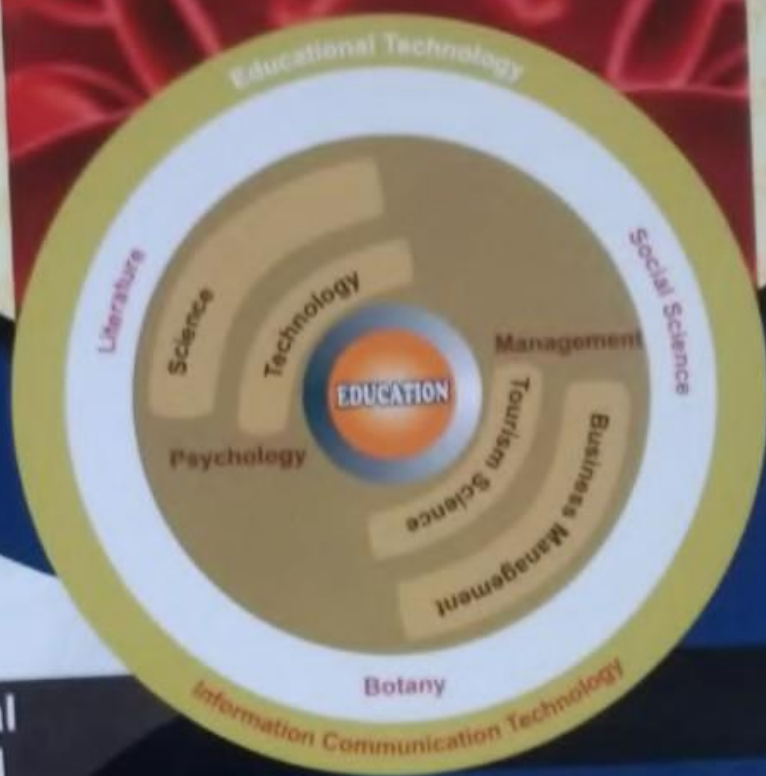 Educational Technology
Literature
Social Science
Science
Technology
Management
EDUCATION
Psychology
Tourism Science
Business Management
Botany
Information Communication Technology